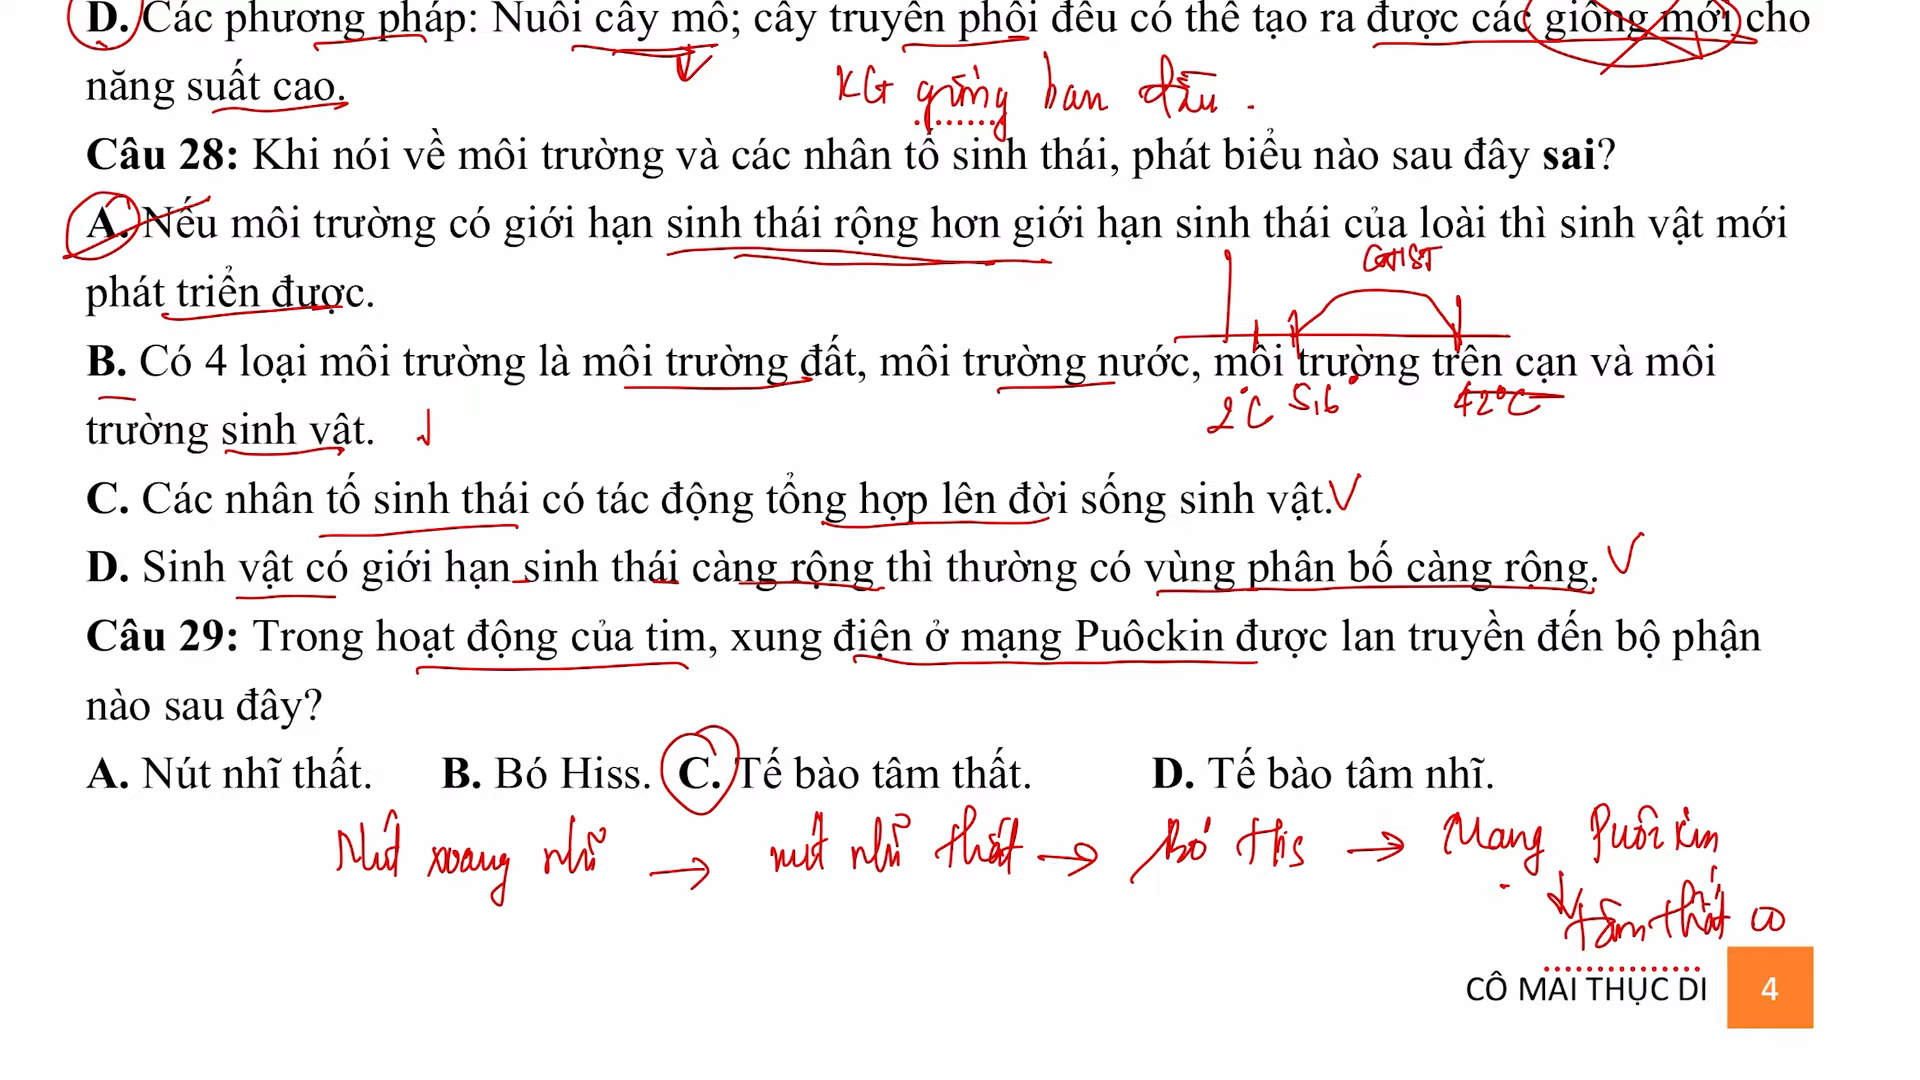 D. Các phương pháp: Nuôi cấy mô; cấy truyền phôi đều có thể tạo ra được các giống mới cho
năng suất cao.
KG giống ban đầu.
Câu 28: Khi nói về môi trường và các nhân tố sinh thái, phát biểu nào sau đây sai?
A. Nếu môi trường có giới hạn sinh thái rộng hơn giới hạn sinh thái của loài thì sinh vật mới
GHST
phát triển được.
B. Có 4 loại môi trường là môi trường đất, môi trường nước, môi trường trên cạn và môi
2°C 5,6° 42°C
trường sinh vật.
C. Các nhân tố sinh thái có tác động tổng hợp lên đời sống sinh vật.
D. Sinh vật có giới hạn sinh thái càng rộng thì thường có vùng phân bố càng rộng.
Câu 29: Trong hoạt động của tim, xung điện ở mạng Puôckin được lan truyền đến bộ phận
nào sau đây?
A. Nút nhĩ thất. B. Bó Hiss. C. Tế bào tâm thất. D. Tế bào tâm nhĩ.
Nút xoang nhĩ → nút nhĩ thất → Bó His → Mạng Puôckin
↓ tâm thất co
CÔ MAI THỤC DI 4